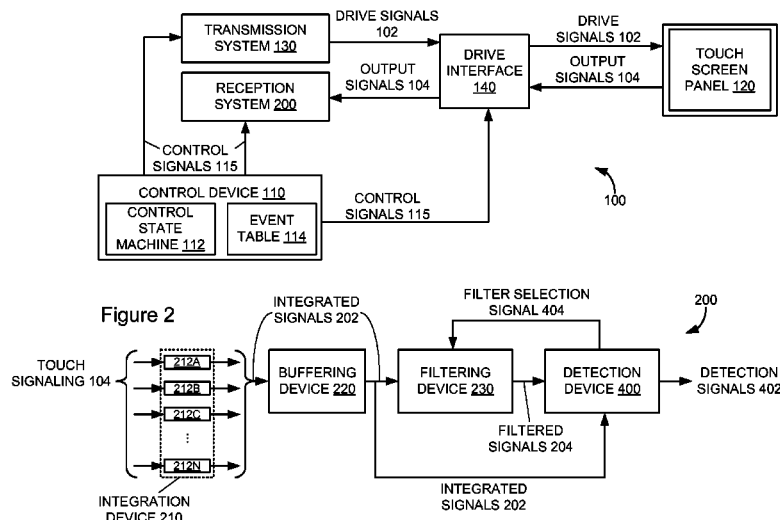 TRANSMISSION
SYSTEM 130
DRIVE SIGNALS
102
DRIVE
INTERFACE
140
DRIVE
SIGNALS 102
OUTPUT
SIGNALS 104
TOUCH
SCREEN
PANEL 120
RECEPTION
SYSTEM 200
OUTPUT
SIGNALS 104
CONTROL
SIGNALS 115
CONTROL DEVICE 110
CONTROL
STATE
MACHINE 112
EVENT
TABLE 114
CONTROL
SIGNALS 115
100
Figure 2
INTEGRATED
SIGNALS 202
FILTER SELECTION
SIGNAL 404
200
TOUCH
SIGNALING 104
212A
212B
212C
⋮
212N
BUFFERING
DEVICE 220
FILTERING
DEVICE 230
DETECTION
DEVICE 400
DETECTION
SIGNALS 402
FILTERED
SIGNALS 204
INTEGRATION
DEVICE 210
INTEGRATED
SIGNALS 202